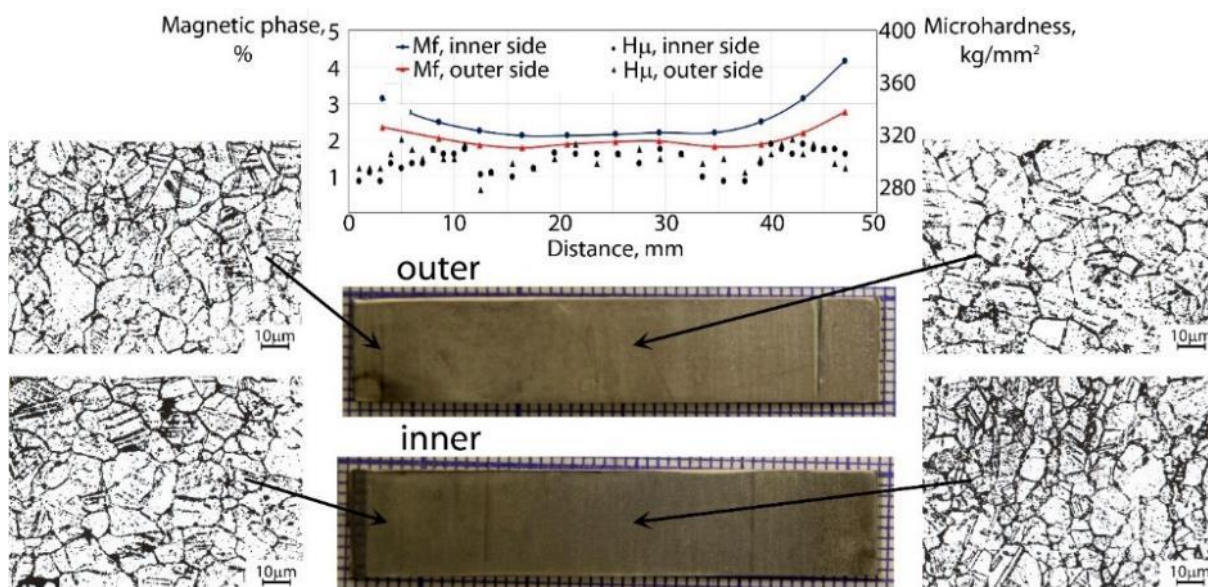 Magnetic phase,
%
5
4
3
2
1
Mf, inner side
Hμ, inner side
Mf, outer side
Hμ, outer side
400
360
320
280
Microhardness,
kg/mm²
0
10
20
30
40
50
Distance, mm
outer
inner
10μm
10μm
10μm
10μm